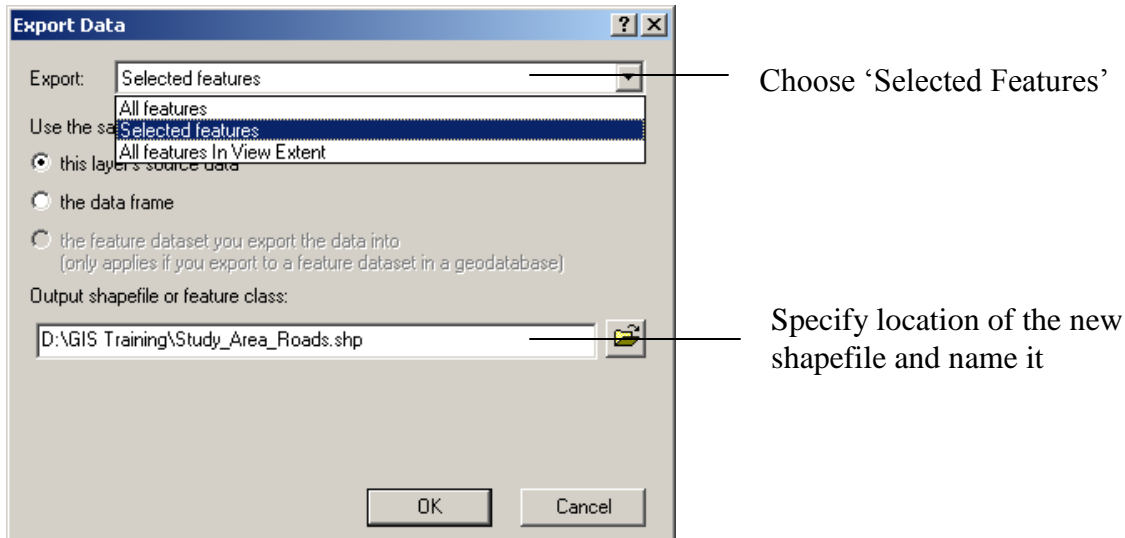 Export Data
Export: Selected features
Choose ‘Selected Features’
All features
Use the sa
Selected features
All features In View Extent
this layer's source data
the data frame
the feature dataset you export the data into
(only applies if you export to a feature dataset in a geodatabase)
Output shapefile or feature class:
D:\GIS Training\Study_Area_Roads.shp
Specify location of the new
shapefile and name it
OK Cancel